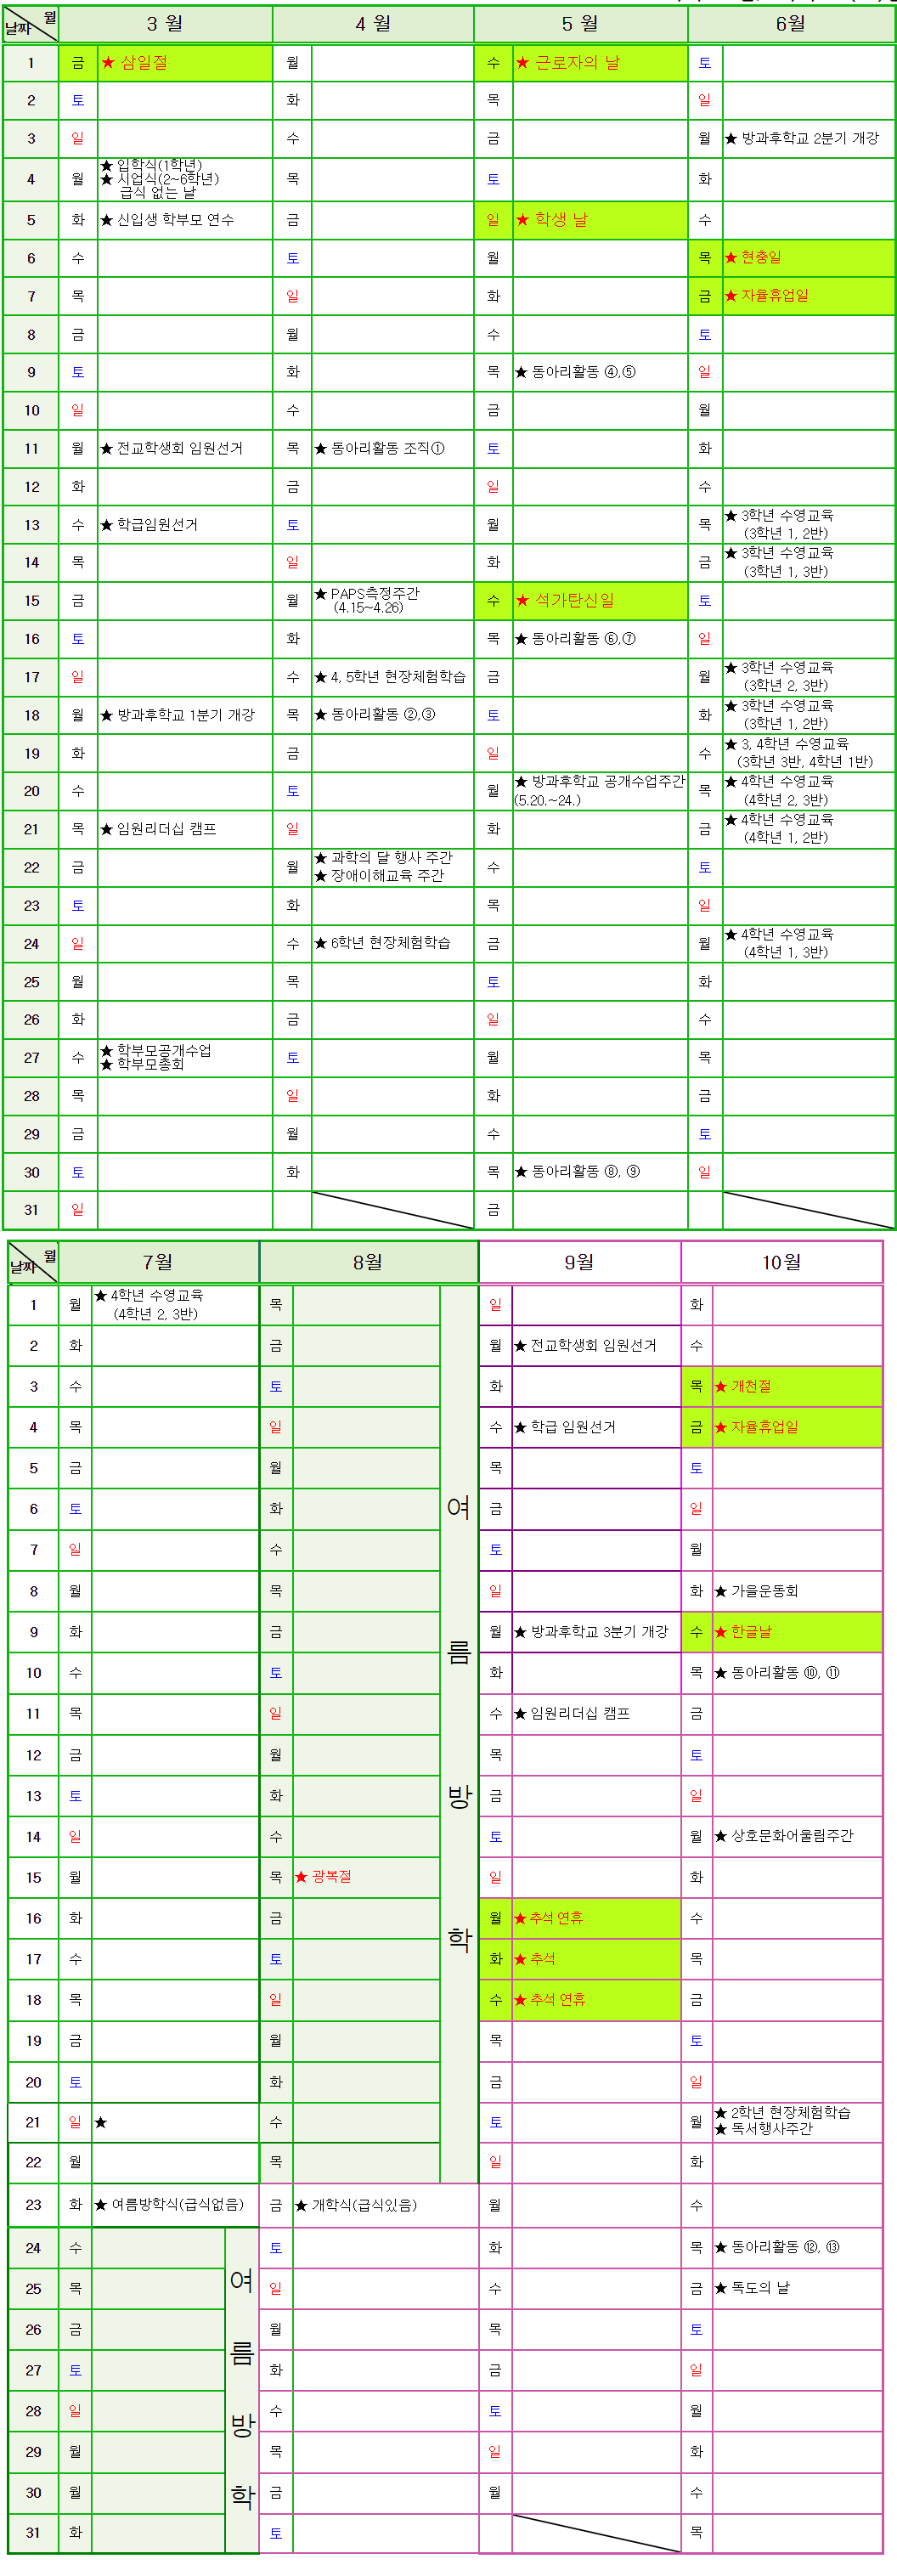 월
날짜 3 월 4 월 5 월 6월
1 금 ★ 삼일절 월 수 ★ 근로자의 날 토
2 토 화 목 일
3 일 수 금 월 ★ 방과후학교 2분기 개강
4 월 ★ 입학식(1학년) 목 토 화
★ 시업식(2~6학년)
급식 없는 날
5 화 ★ 신입생 학부모 연수 금 일 ★ 학생 날 수
6 수 토 월 목 ★ 현충일
7 목 일 화 금 ★ 자율휴업일
8 금 월 수 토
9 토 화 목 ★ 동아리활동 ④,⑤ 일
10 일 수 금 월
11 월 ★ 전교학생회 임원선거 목 ★ 동아리활동 조직① 토 화
12 화 금 일 수
13 수 ★ 학급임원선거 토 월 목 ★ 3학년 수영교육
(3학년 1, 2반)
14 목 일 화 금 ★ 3학년 수영교육
(3학년 1, 3반)
15 금 월 ★ PAPS측정주간 수 ★ 석가탄신일 토
(4.15~4.26)
16 토 화 목 ★ 동아리활동 ⑥,⑦ 일
17 일 수 ★ 4, 5학년 현장체험학습 금 월 ★ 3학년 수영교육
(3학년 2, 3반)
18 월 ★ 방과후학교 1분기 개강 목 ★ 동아리활동 ②,③ 토 화 ★ 3학년 수영교육
(3학년 1, 2반)
19 화 금 일 수 ★ 3, 4학년 수영교육
(3학년 3반, 4학년 1반)
20 수 토 월 ★ 방과후학교 공개수업주간 목 ★ 4학년 수영교육
(5.20.~24.) (4학년 2, 3반)
21 목 ★ 임원리더십 캠프 일 화 금 ★ 4학년 수영교육
(4학년 1, 2반)
22 금 월 ★ 과학의 달 행사 주간 수 토
★ 장애이해교육 주간
23 토 화 목 일
24 일 수 ★ 6학년 현장체험학습 금 월 ★ 4학년 수영교육
(4학년 1, 3반)
25 월 목 토 화
26 화 금 일 수
27 수 ★ 학부모공개수업 토 월 목
★ 학부모총회
28 목 일 화 금
29 금 월 수 토
30 토 화 목 ★ 동아리활동 ⑧, ⑨ 일
31 일 금
월
날짜 7월 8월 9월 10월
1 월 ★ 4학년 수영교육 목 일 화
(4학년 2, 3반)
2 화 금 월 ★ 전교학생회 임원선거 수
3 수 토 화 목 ★ 개천절
4 목 일 수 ★ 학급 임원선거 금 ★ 자율휴업일
5 금 월 목 토
6 토 화 여 금 일
7 일 수 토 월
8 월 목 일 화 ★ 가을운동회
9 화 금 름 월 ★ 방과후학교 3분기 개강 수 ★ 한글날
10 수 토 화 목 ★ 동아리활동 ⑩, ⑪
11 목 일 수 ★ 임원리더십 캠프 금
12 금 월 목 토
13 토 화 방 금 일
14 일 수 토 월 ★ 상호문화어울림주간
15 월 목 ★ 광복절 일 화
16 화 금 학 월 ★ 추석 연휴 수
17 수 토 화 ★ 추석 목
18 목 일 수 ★ 추석 연휴 금
19 금 월 목 토
20 토 화 금 일
21 일 ★ 수 토 월 ★ 2학년 현장체험학습
★ 독서행사주간
22 월 목 일 화
23 화 ★ 여름방학식(급식없음) 금 ★ 개학식(급식있음) 월 수
24 수 토 화 목 ★ 동아리활동 ⑫, ⑬
25 목 여 일 수 금 ★ 독도의 날
26 금 월 목 토
27 토 름 화 금 일
28 일 방 수 토 월
29 월 목 일 화
30 월 학 금 월 수
31 화 토 목